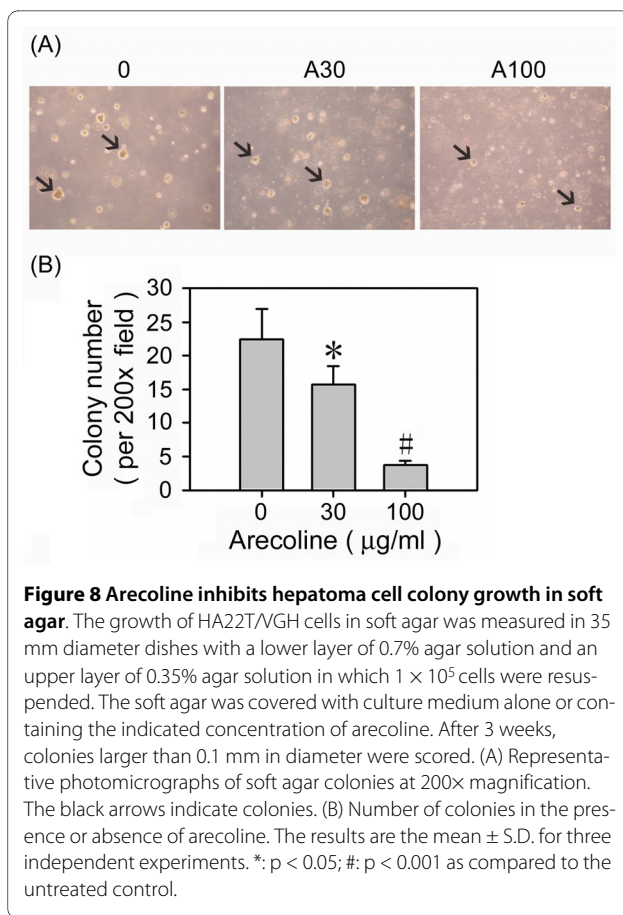 (A)
0 A30 A100
(B)
30
25
20
15
10
5
0
Colony number
( per 200x field )
*
#
0 30 100
Arecoline ( μg/ml )
Figure 8 Arecoline inhibits hepatoma cell colony growth in soft
agar. The growth of HA22T/VGH cells in soft agar was measured in 35
mm diameter dishes with a lower layer of 0.7% agar solution and an
upper layer of 0.35% agar solution in which 1 × 10⁵ cells were resus-
pended. The soft agar was covered with culture medium alone or con-
taining the indicated concentration of arecoline. After 3 weeks,
colonies larger than 0.1 mm in diameter were scored. (A) Representa-
tive photomicrographs of soft agar colonies at 200× magnification.
The black arrows indicate colonies. (B) Number of colonies in the pres-
ence or absence of arecoline. The results are the mean ± S.D. for three
independent experiments. *: p < 0.05; #: p < 0.001 as compared to the
untreated control.